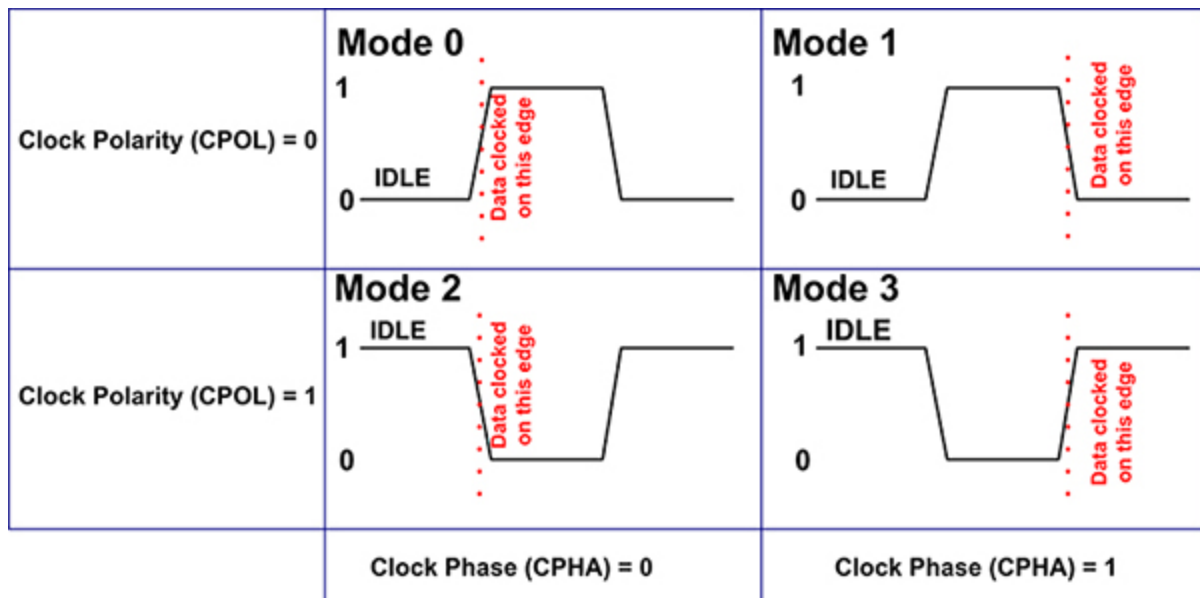 Clock Polarity (CPOL) = 0
Mode 0
1
IDLE
0
Data clocked
on this edge
Mode 1
1
IDLE
0
Data clocked
on this edge
Clock Polarity (CPOL) = 1
Mode 2
IDLE
1
0
Data clocked
on this edge
Mode 3
IDLE
1
0
Data clocked
on this edge
Clock Phase (CPHA) = 0
Clock Phase (CPHA) = 1